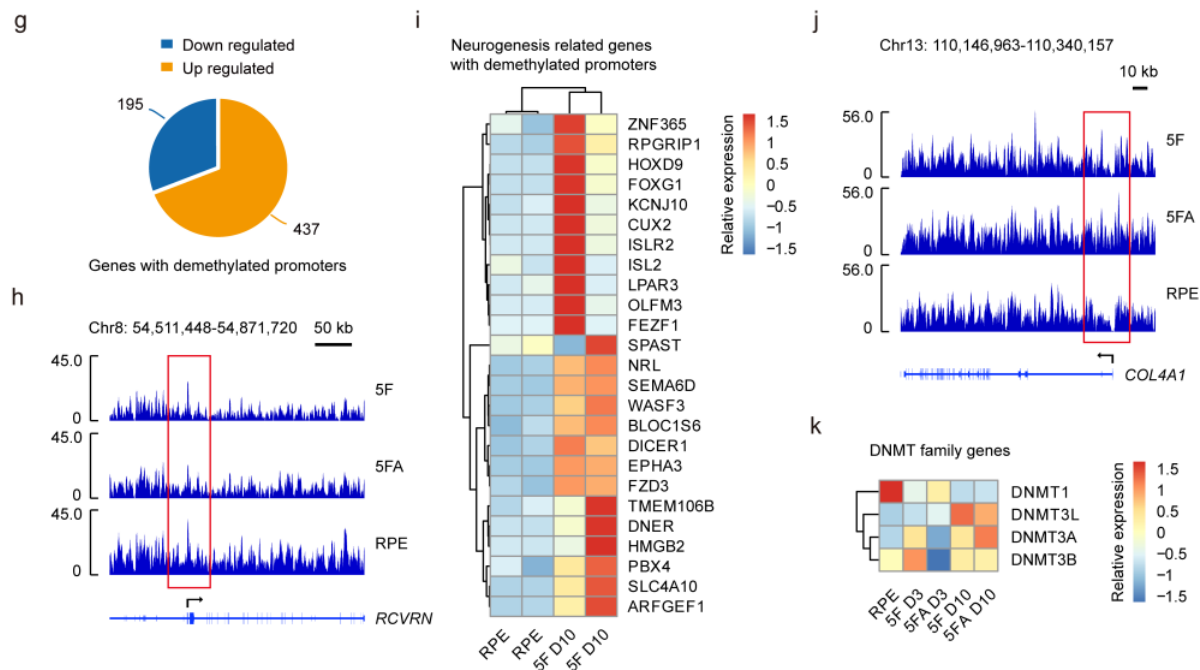 g
Down regulated
Up regulated
195
437
Genes with demethylated promoters
h
Chr8: 54,511,448-54,871,720
50 kb
45.0
0
5F
45.0
0
5FA
45.0
0
RPE
RCVRN
i
Neurogenesis related genes
with demethylated promoters
ZNF365
RPGRIP1
HOXD9
FOXG1
KCNJ10
CUX2
ISLR2
ISL2
LPAR3
OLFM3
FEZF1
SPAST
NRL
SEMA6D
WASF3
BLOC1S6
DICER1
EPHA3
FZD3
TMEM106B
DNER
HMGB2
PBX4
SLC4A10
ARFGEF1
RPE
RPE
5F D10
5F D10
Relative expression
1.5
1
0.5
0
−0.5
−1
−1.5
j
Chr13: 110,146,963-110,340,157
10 kb
56.0
0
5F
56.0
0
5FA
56.0
0
RPE
COL4A1
k
DNMT family genes
DNMT1
DNMT3L
DNMT3A
DNMT3B
RPE
5F D3
5FA D3
5F D10
5FA D10
Relative expression
1.5
1
0.5
0
−0.5
−1
−1.5